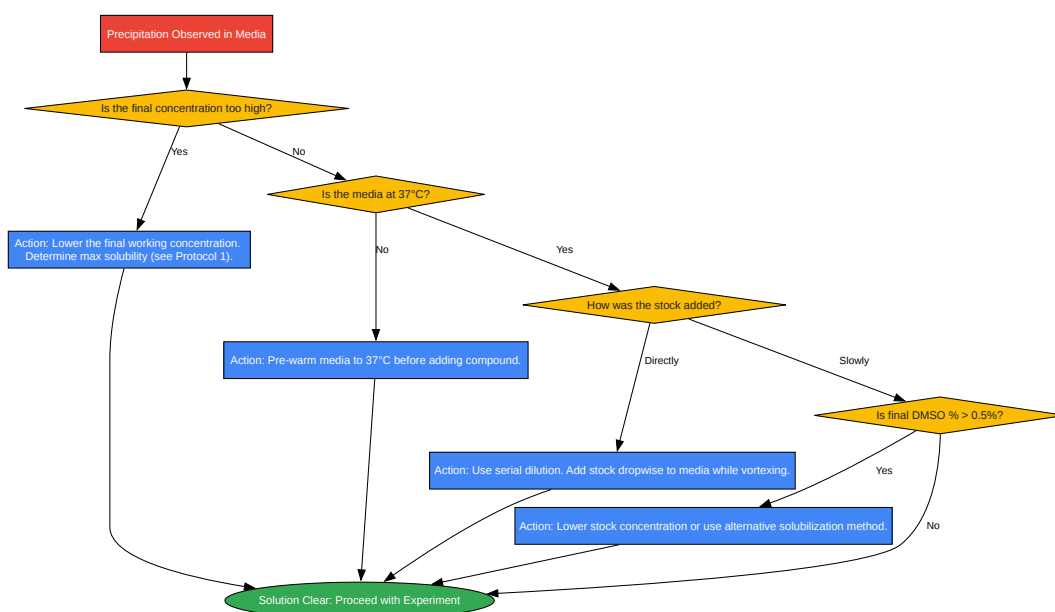 Precipitation Observed in Media
Is the final concentration too high?
Yes
No
Is the media at 37°C?
Action: Lower the final working concentration.
Determine max solubility (see Protocol 1).
No
Yes
How was the stock added?
Action: Pre-warm media to 37°C before adding compound.
Directly
Slowly
Is final DMSO % > 0.5%?
Action: Use serial dilution. Add stock dropwise to media while vortexing.
Yes
Action: Lower stock concentration or use alternative solubilization method.
No
Solution Clear: Proceed with Experiment